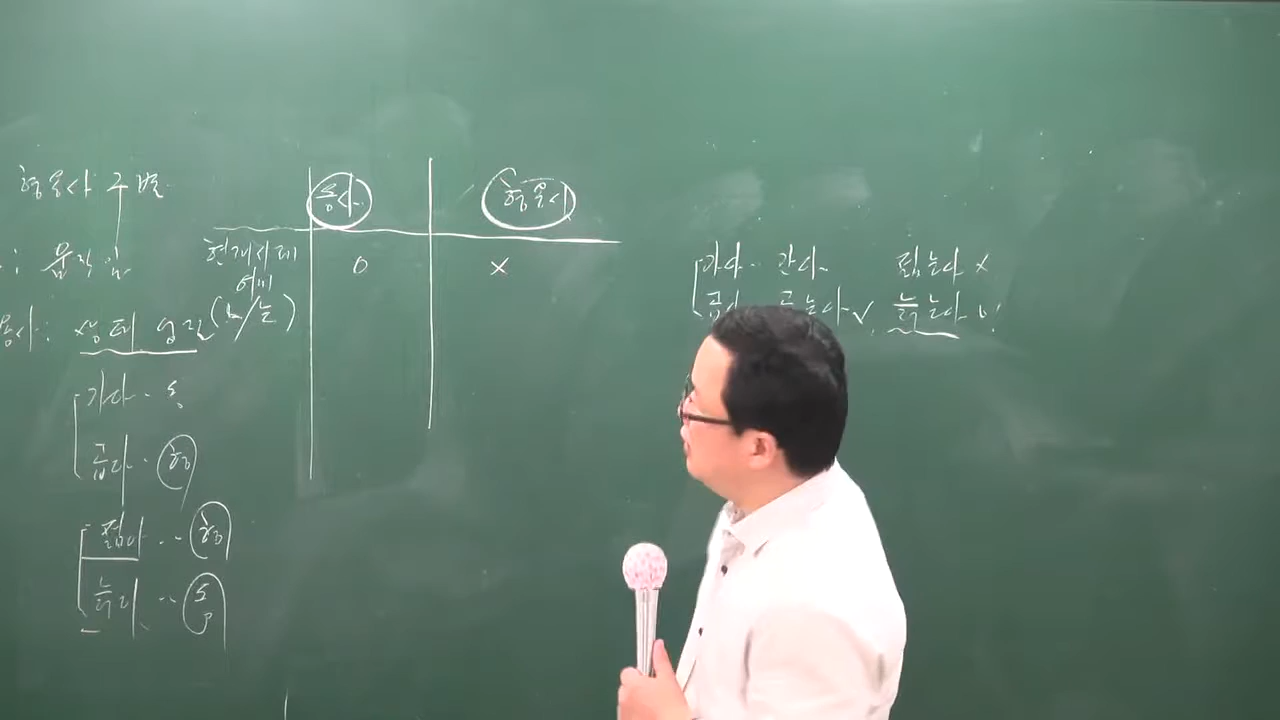 형용사 구별
: 움직임
용사: 상태 성질
가다.. 동
곱다.. 형
젊다.. 형
늙다.. 동
동사 형용사
현재시제 어미 (ㄴ/는) O X
가다.. 간다. 젊는다 X
곱다 곱는다 늙는다